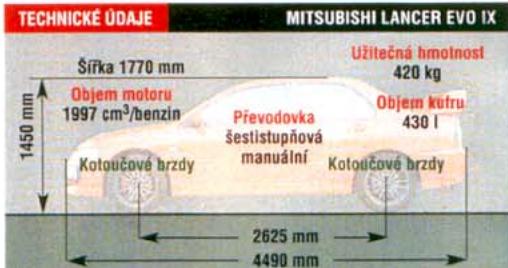 TECHNICKÉ ÚDAJE
MITSUBISHI LANCER EVO IX
Šířka 1770 mm
Užitečná hmotnost
420 kg
Objem motoru
1997 cm³/benzin
Objem kufru
430 l
Převodovka
šestistupňová
manuální
1450 mm
Kotoučové brzdy
Kotoučové brzdy
2625 mm
4490 mm